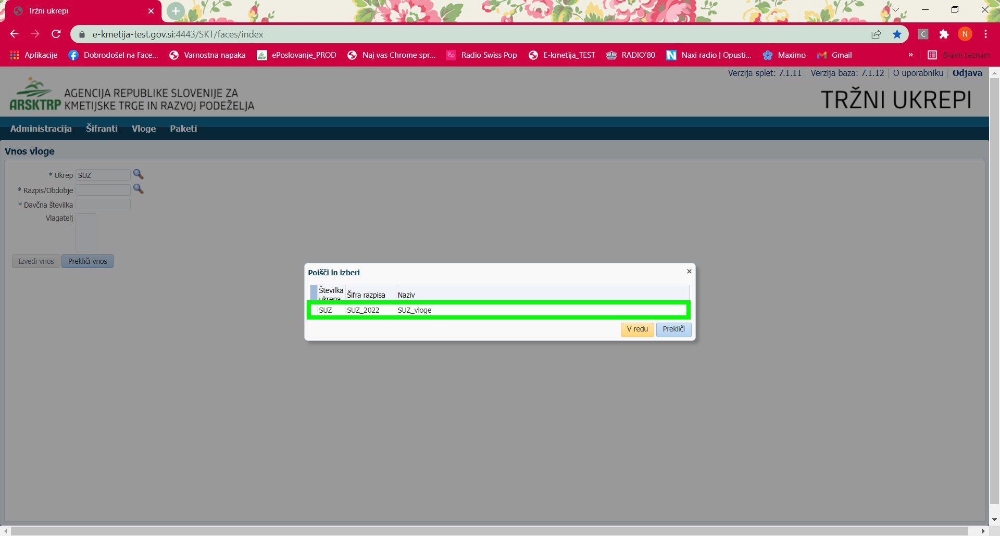 Tržni ukrepi
e-kmetija-test.gov.si:4443/SKT/faces/index
C
N
Aplikacije
Dobrodošel na Face...
Varnostna napaka
ePoslovanje_PROD
Naj vas Chrome spr...
Radio Swiss Pop
E-kmetija_TEST
RADIO'80
Naxi radio | Opusti...
Maximo
Gmail
»
Bralni seznam
Verzija splet: 7.1.11
Verzija baza: 7.1.12
O uporabniku
Odjava
ARSKTRP
AGENCIJA REPUBLIKE SLOVENIJE ZA
KMETIJSKE TRGE IN RAZVOJ PODEŽELJA
TRŽNI UKREPI
Administracija
Šifranti
Vloge
Paketi
Vnos vloge
* Ukrep SUZ
* Razpis/Obdobje
* Davčna številka
Vlagatelj
Izvedi vnos
Prekliči vnos
Poišči in izberi
Številka ukrepa
Šifra razpisa
Naziv
SUZ
SUZ_2022
SUZ_vloge
V redu
Prekliči